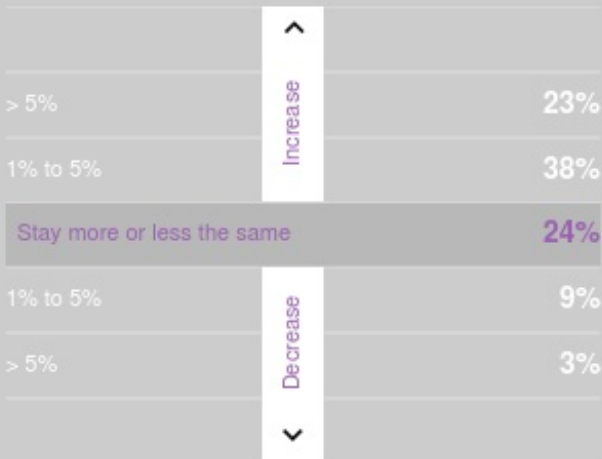 > 5% Increase 23%
1% to 5% 38%
Stay more or less the same 24%
1% to 5% Decrease 9%
> 5% 3%